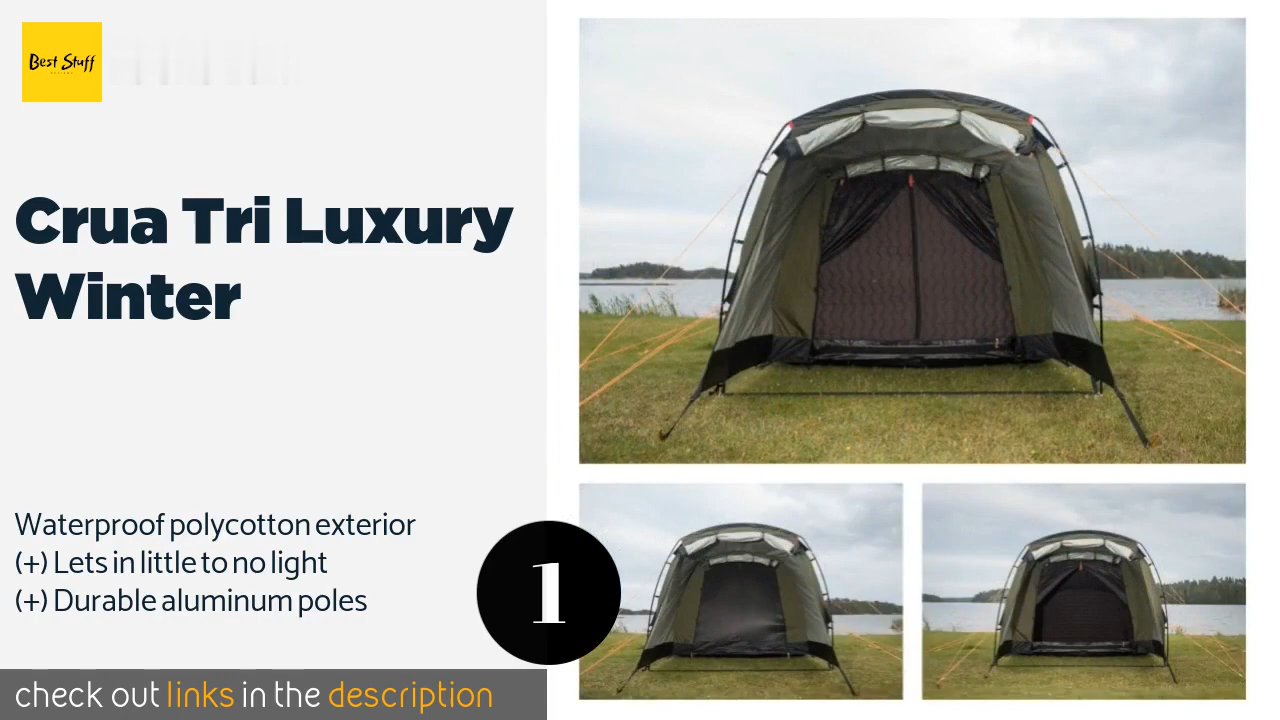 Best Stuff
Crua Tri Luxury
Winter
Waterproof polycotton exterior
(+) Lets in little to no light
(+) Durable aluminum poles
1
check out links in the description